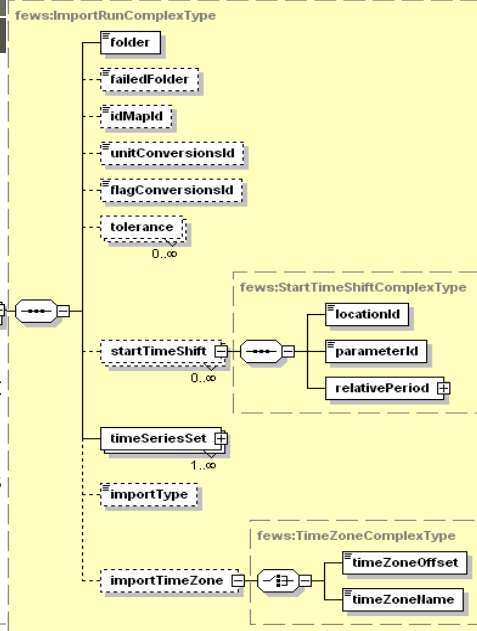 fews:ImportRunComplexType
folder
failedFolder
idMapId
unitConversionsId
flagConversionsId
tolerance
0..∞
fews:StartTimeShiftComplexType
locationId
startTimeShift
parameterId
0..∞
relativePeriod
timeSeriesSet
1..∞
importType
fews:TimeZoneComplexType
timeZoneOffset
importTimeZone
timeZoneName